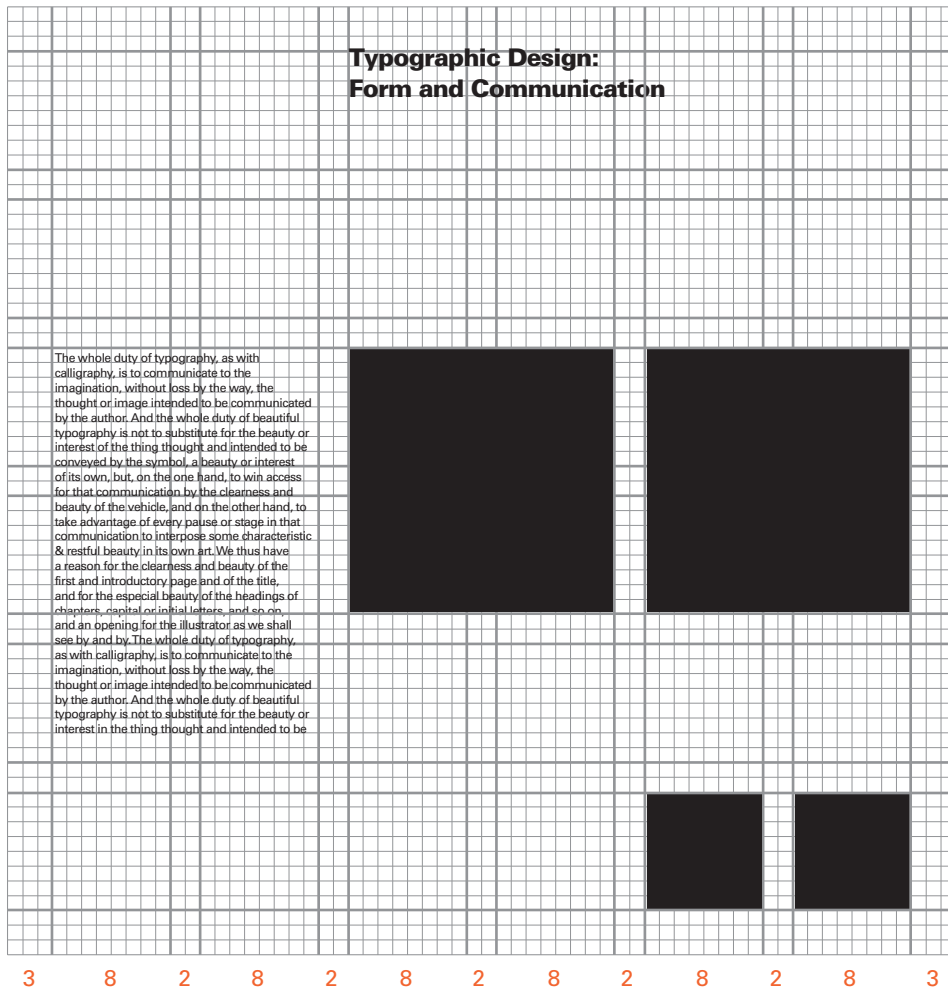 Typographic Design:
Form and Communication
The whole duty of typography, as with
calligraphy, is to communicate to the
imagination, without loss by the way, the
thought or image intended to be communicated
by the author. And the whole duty of beautiful
typography is not to substitute for the beauty or
interest of the thing thought and intended to be
conveyed by the symbol, a beauty or interest
of its own, but, on the one hand, to win access
for that communication by the clearness and
beauty of the vehicle, and on the other hand, to
take advantage of every pause or stage in that
communication to interpose some characteristic
& restful beauty in its own art. We thus have
a reason for the clearness and beauty of the
first and introductory page and of the title,
and for the especial beauty of the headings of
chapters, capital or initial letters, and so on,
and an opening for the illustrator as we shall
see by and by. The whole duty of typography,
as with calligraphy, is to communicate to the
imagination, without loss by the way, the
thought or image intended to be communicated
by the author. And the whole duty of beautiful
typography is not to substitute for the beauty or
interest in the thing thought and intended to be
3 8 2 8 2 8 2 8 2 8 2 8 3